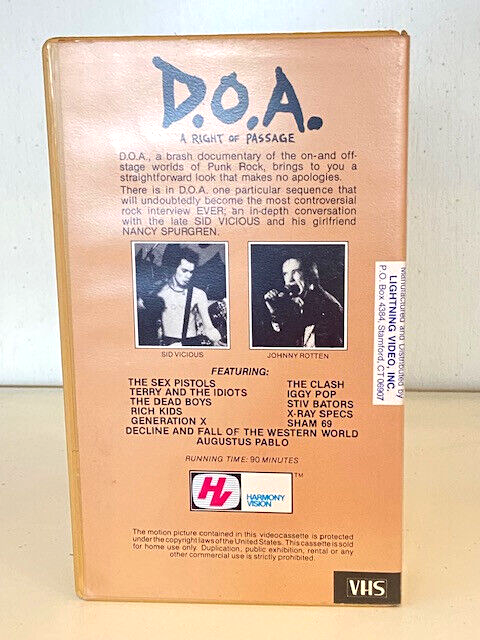 D.O.A.
A RIGHT OF PASSAGE
D.O.A., a brash documentary of the on-and off-
stage worlds of Punk Rock, brings to you a
straightforward look that makes no apologies.
There is in D.O.A. one particular sequence that
will undoubtedly become the most controversial
rock interview EVER; an in-depth conversation
with the late SID VICIOUS and his girlfriend
NANCY SPURGREN.
SID VICIOUS
JOHNNY ROTTEN
Manufactured and Distributed by
LIGHTNING VIDEO, INC.
P.O. Box 4384, Stamford, CT 06907
FEATURING:
THE SEX PISTOLS
TERRY AND THE IDIOTS
THE DEAD BOYS
RICH KIDS
GENERATION X
THE CLASH
IGGY POP
STIV BATORS
X-RAY SPECS
SHAM 69
DECLINE AND FALL OF THE WESTERN WORLD
AUGUSTUS PABLO
RUNNING TIME: 90 MINUTES
HV
HARMONY
VISION
TM
The motion picture contained in this videocassette is protected
under the copyright laws of the United States. This cassette is sold
for home use only. Duplication, public exhibition, rental or any
other commercial use is strictly prohibited.
VHS